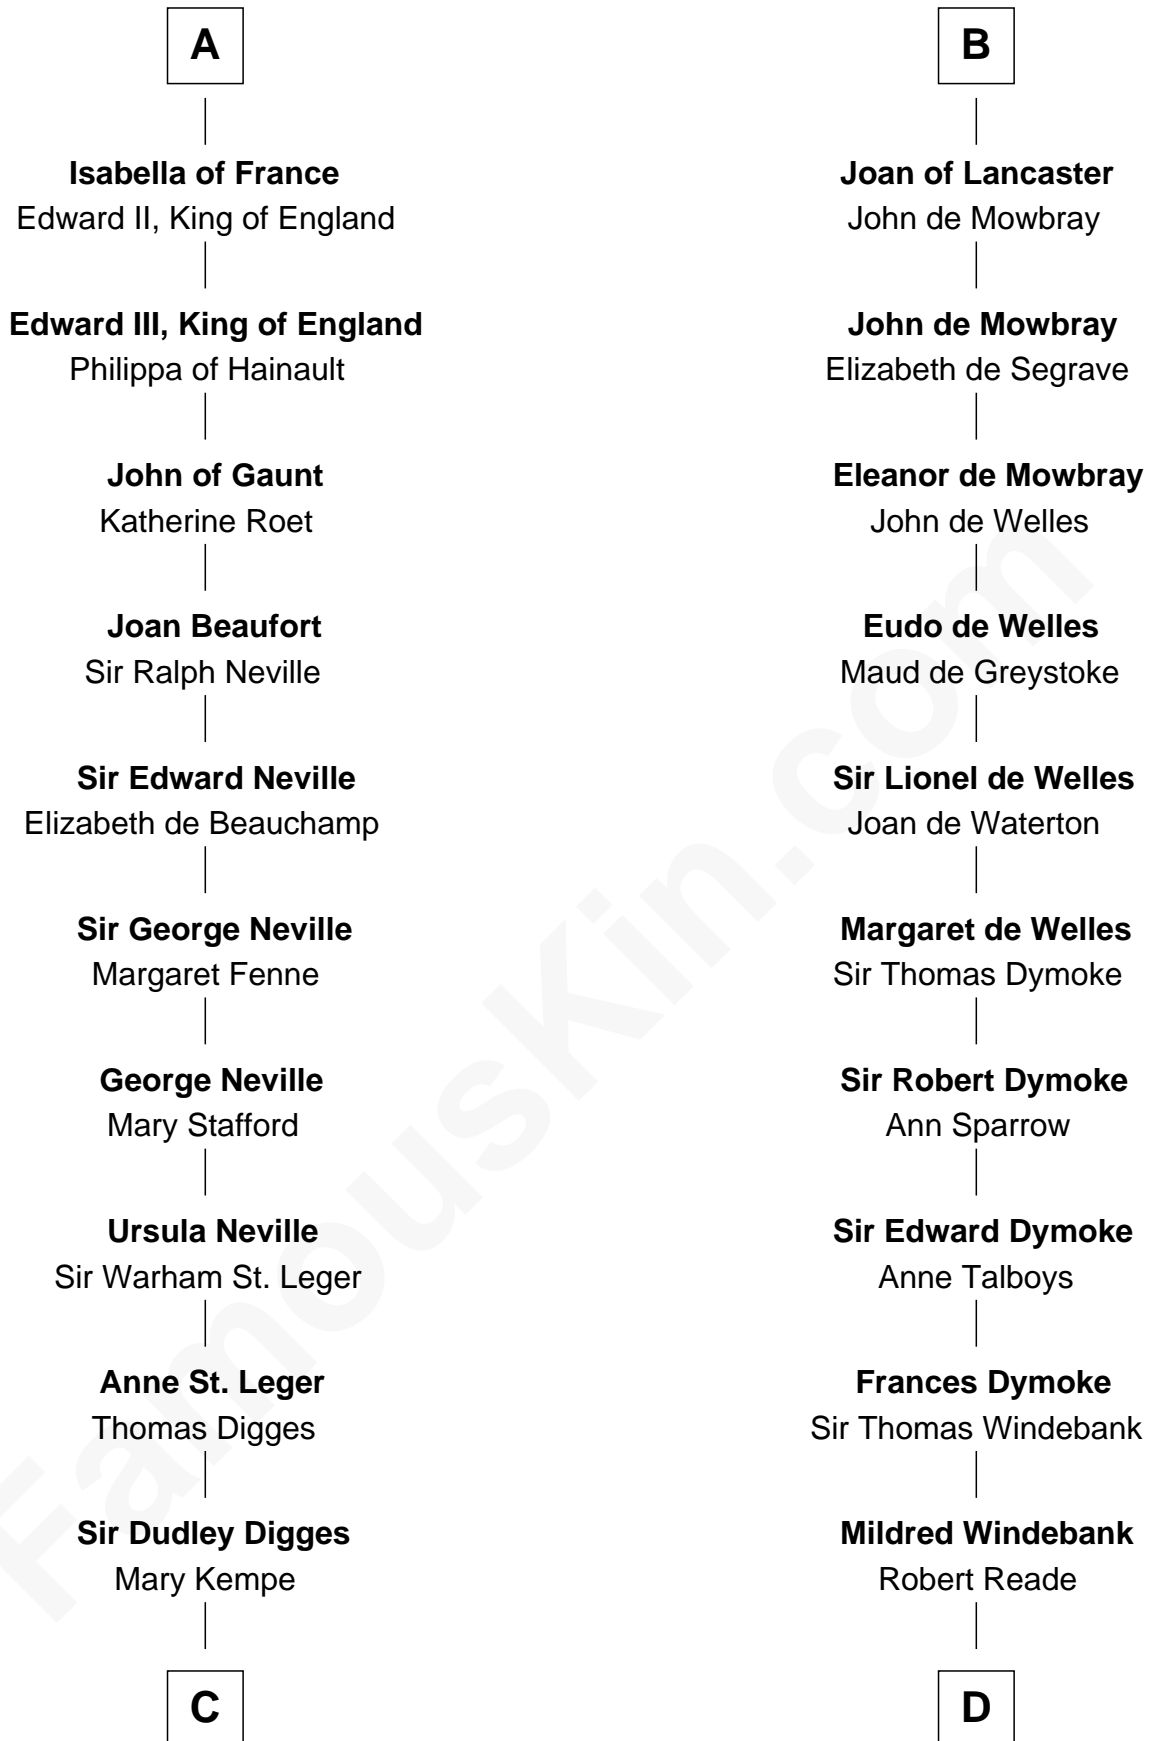 A
Isabella of France
Edward II, King of England
Edward III, King of England
Philippa of Hainault
John of Gaunt
Katherine Roet
Joan Beaufort
Sir Ralph Neville
Sir Edward Neville
Elizabeth de Beauchamp
Sir George Neville
Margaret Fenne
George Neville
Mary Stafford
Ursula Neville
Sir Warham St. Leger
Anne St. Leger
Thomas Digges
Sir Dudley Digges
Mary Kempe
C
B
Joan of Lancaster
John de Mowbray
John de Mowbray
Elizabeth de Segrave
Eleanor de Mowbray
John de Welles
Eudo de Welles
Maud de Greystoke
Sir Lionel de Welles
Joan de Waterton
Margaret de Welles
Sir Thomas Dymoke
Sir Robert Dymoke
Ann Sparrow
Sir Edward Dymoke
Anne Talboys
Frances Dymoke
Sir Thomas Windebank
Mildred Windebank
Robert Reade
D
FamousKin.com